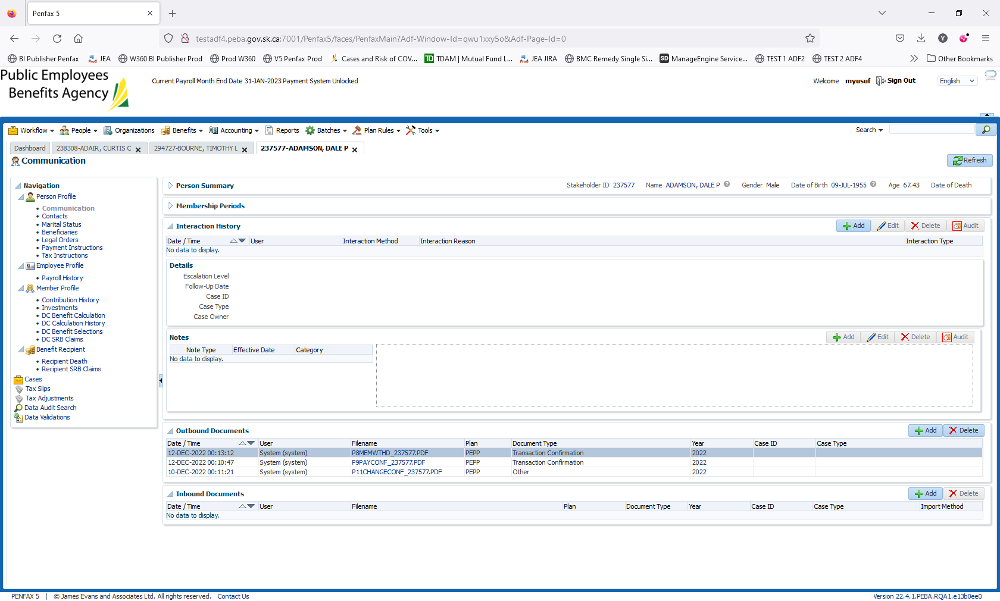 Penfax 5
testadf4.peba.gov.sk.ca:7001/Penfax5/faces/PenfaxMain?Adf-Window-Id=qwu1xxy5o&Adf-Page-Id=0
BI Publisher Penfax JEA W360 BI Publisher Prod Prod W360 V5 Penfax Prod Cases and Risk of COV... TDAM | Mutual Fund L... JEA JIRA BMC Remedy Single Si... ManageEngine Service... TEST 1 ADF2 TEST 2 ADF4 Other Bookmarks
Public Employees
Benefits Agency
Current Payroll Month End Date 31-JAN-2023 Payment System Unlocked
Welcome myusuf Sign Out English
Workflow People Organizations Benefits Accounting Reports Batches Plan Rules Tools Search
Dashboard 238308-ADAIR, CURTIS C 294727-BOURNE, TIMOTHY L 237577-ADAMSON, DALE P
Communication Refresh
Navigation
Person Profile
Communication
Contacts
Marital Status
Beneficiaries
Legal Orders
Payment Instructions
Tax Instructions
Employee Profile
Payroll History
Member Profile
Contribution History
Investments
DC Benefit Calculation
DC Calculation History
DC Benefit Selections
DC SRB Claims
Benefit Recipient
Recipient Death
Recipient SRB Claims
Cases
Tax Slips
Tax Adjustments
Data Audit Search
Data Validations
Person Summary Stakeholder ID 237577 Name ADAMSON, DALE P Gender Male Date of Birth 09-JUL-1955 Age 67.43 Date of Death
Membership Periods
Interaction History Add Edit Delete Audit
Date / Time User Interaction Method Interaction Reason Interaction Type
No data to display.
Details
Escalation Level
Follow-Up Date
Case ID
Case Type
Case Owner
Notes Add Edit Delete Audit
Note Type Effective Date Category
No data to display.
Outbound Documents Add Delete
Date / Time User Filename Plan Document Type Year Case ID Case Type
12-DEC-2022 00:13:12 System (system) P8MEMWTHD_237577.PDF PEPP Transaction Confirmation 2022
12-DEC-2022 00:10:47 System (system) P9PAYCONF_237577.PDF PEPP Transaction Confirmation 2022
10-DEC-2022 00:11:21 System (system) P11CHANGECONF_237577.PDF PEPP Other 2022
Inbound Documents Add Delete
Date / Time User Filename Plan Document Type Year Case ID Case Type Import Method
No data to display.
PENFAX 5 | © James Evans and Associates Ltd. All rights reserved. Contact Us Version 22.4.1.PEBA.RQA1.e13b0ee0